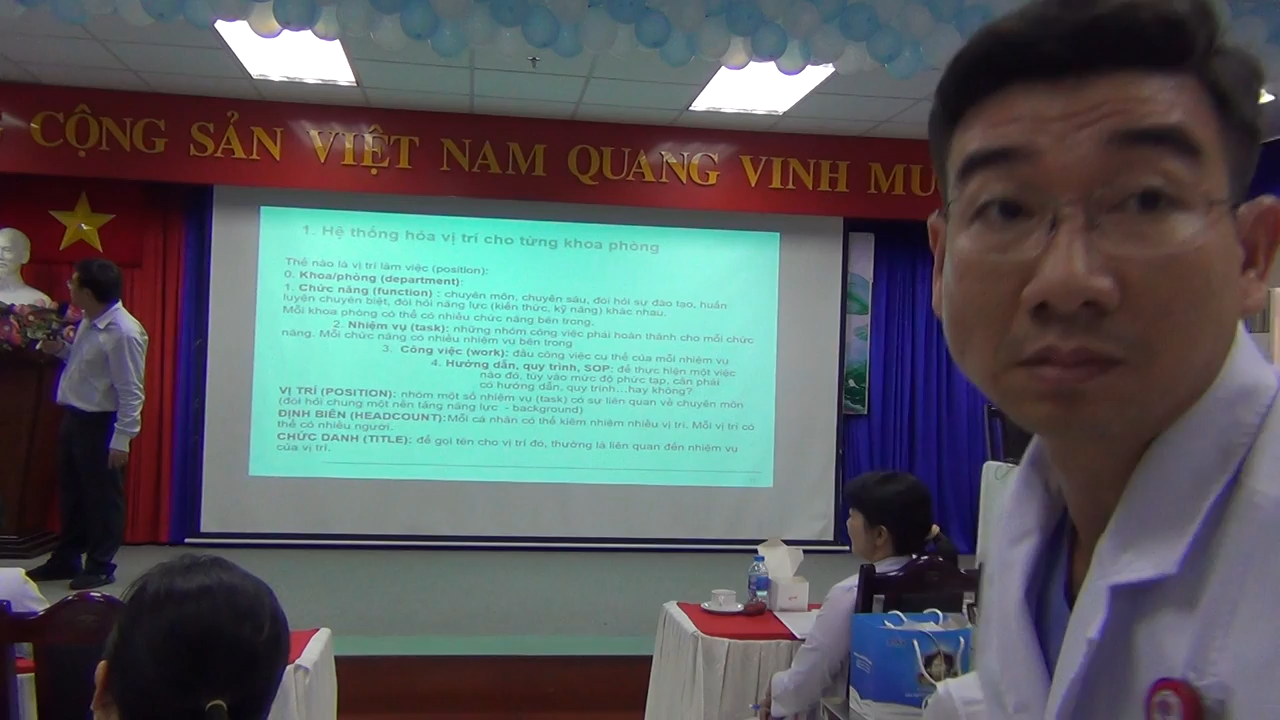 CỘNG SẢN VIỆT NAM QUANG VINH MU
1. Hệ thống hóa vị trí cho từng khoa phòng
Thế nào là vị trí làm việc (position):
0. Khoa/phòng (department):
1. Chức năng (function) : chuyên môn, chuyên sâu, đòi hỏi sự đào tạo, huấn
luyện chuyên biệt, đòi hỏi năng lực (kiến thức, kỹ năng) khác nhau.
Mỗi khoa phòng có thể có nhiều chức năng bên trong.
2. Nhiệm vụ (task): những nhóm công việc phải hoàn thành cho mỗi chức
năng. Mỗi chức năng có nhiều nhiệm vụ bên trong
3. Công việc (work): đầu công việc cụ thể của mỗi nhiệm vụ
4. Hướng dẫn, quy trình, SOP: để thực hiện một việc
nào đó, tùy vào mức độ phức tạp, cần phải
có hướng dẫn, quy trình...hay không?
VỊ TRÍ (POSITION): nhóm một số nhiệm vụ (task) có sự liên quan về chuyên môn
(đòi hỏi chung một nền tảng năng lực - background)
ĐỊNH BIÊN (HEADCOUNT): Mỗi cá nhân có thể kiêm nhiệm nhiều vị trí. Mỗi vị trí có
thể có nhiều người.
CHỨC DANH (TITLE): để gọi tên cho vị trí đó, thường là liên quan đến nhiệm vụ
của vị trí.